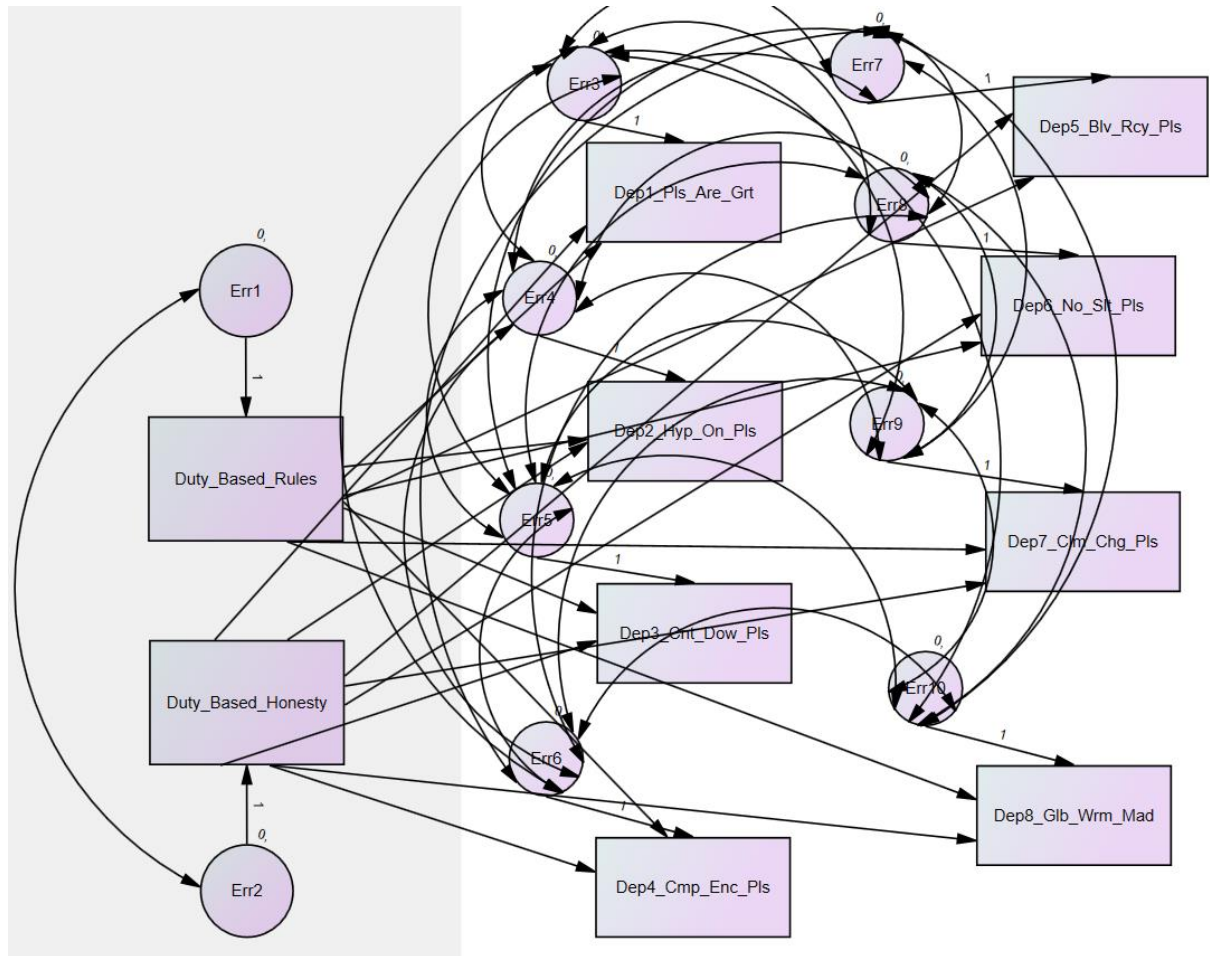 0,
Err3
0,
Err7
1
Dep5_Blv_Rcy_Pls
1
Dep1_Pls_Are_Grt
0,
Err8
1
Dep6_No_Slt_Pls
0,
Err1
1
Duty_Based_Rules
0,
Err4
1
Dep2_Hyp_On_Pls
0,
Err9
1
Dep7_Clm_Chg_Pls
0,
Err5
1
Dep3_Cnt_Dow_Pls
0,
Err10
1
Dep8_Glb_Wrm_Mad
Duty_Based_Honesty
1
0,
Err2
0,
Err6
1
Dep4_Cmp_Enc_Pls